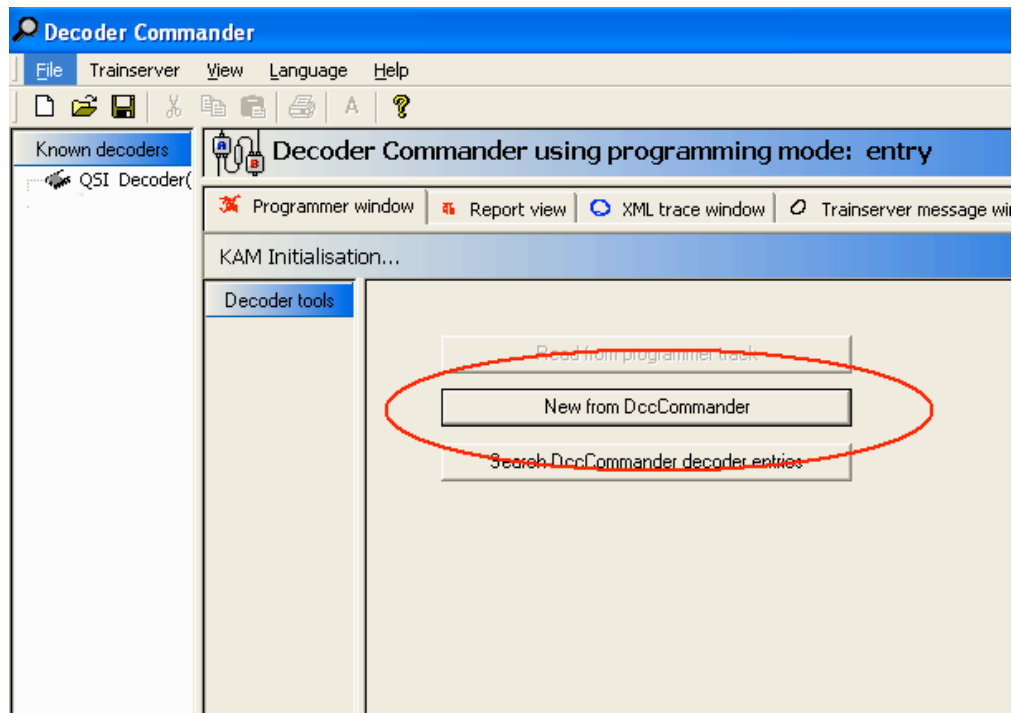 Decoder Commander
File Trainserver View Language Help
A ?
Known decoders
QSI Decoder(
A B
Decoder Commander using programming mode: entry
Programmer window Report view XML trace window Trainserver message wi
KAM Initialisation...
Decoder tools
Read from programmer track
New from DccCommander
Search DccCommander decoder entries